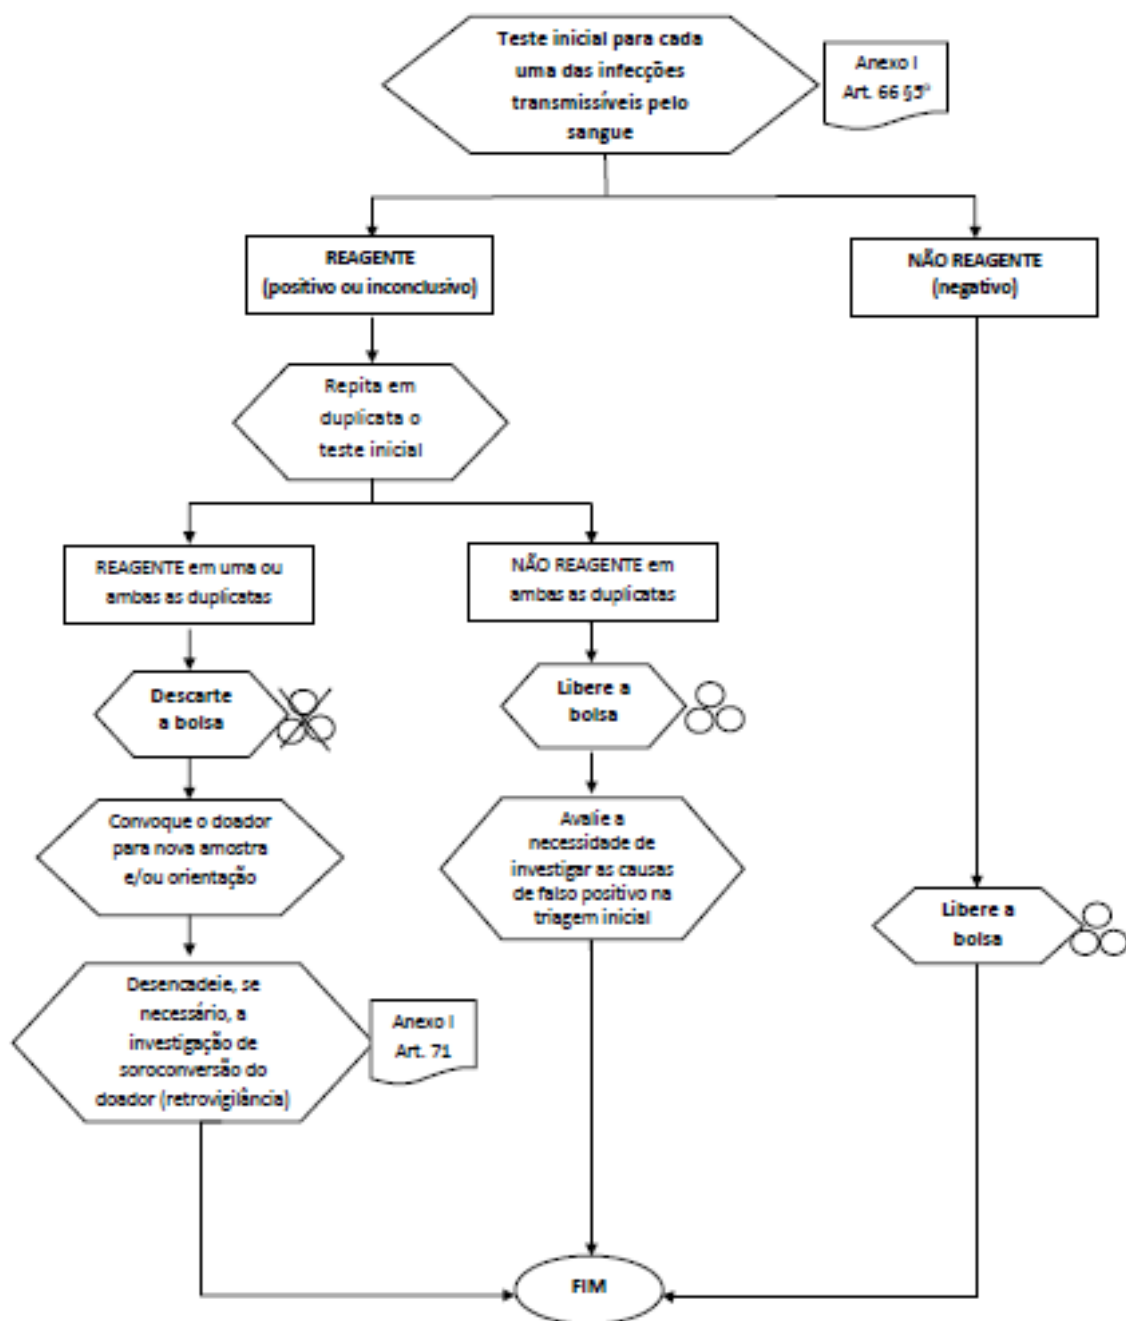 Teste inicial para cada
uma das infecções
transmissíveis pelo
sangue
Anexo I
Art. 66 §5º
REAGENTE
(positivo ou inconclusivo)
NÃO REAGENTE
(negativo)
Repita em
duplicata o
teste inicial
REAGENTE em uma ou
ambas as duplicatas
NÃO REAGENTE em
ambas as duplicatas
Descarte
a bolsa
Libere a
bolsa
Convoque o doador
para nova amostra
e/ou orientação
Avalie a
necessidade de
investigar as causas
de falso positivo na
triagem inicial
Libere a
bolsa
Desencadeie, se
necessário, a
investigação de
soroconversão do
doador (retrovigilância)
Anexo I
Art. 71
FIM